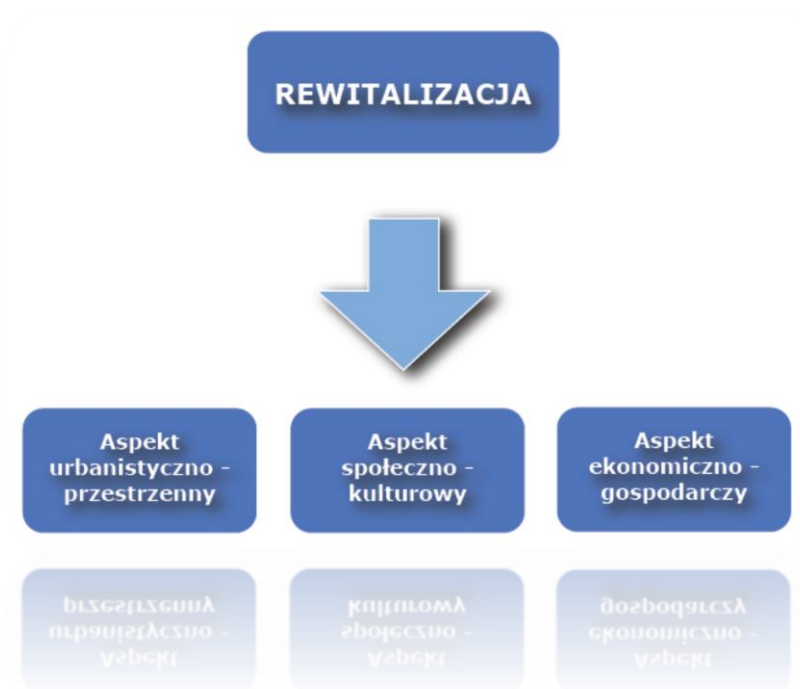 REWITALIZACJA
Aspekt
urbanistyczno -
przestrzenny
Aspekt
społeczno -
kulturowy
Aspekt
ekonomiczno -
gospodarczy